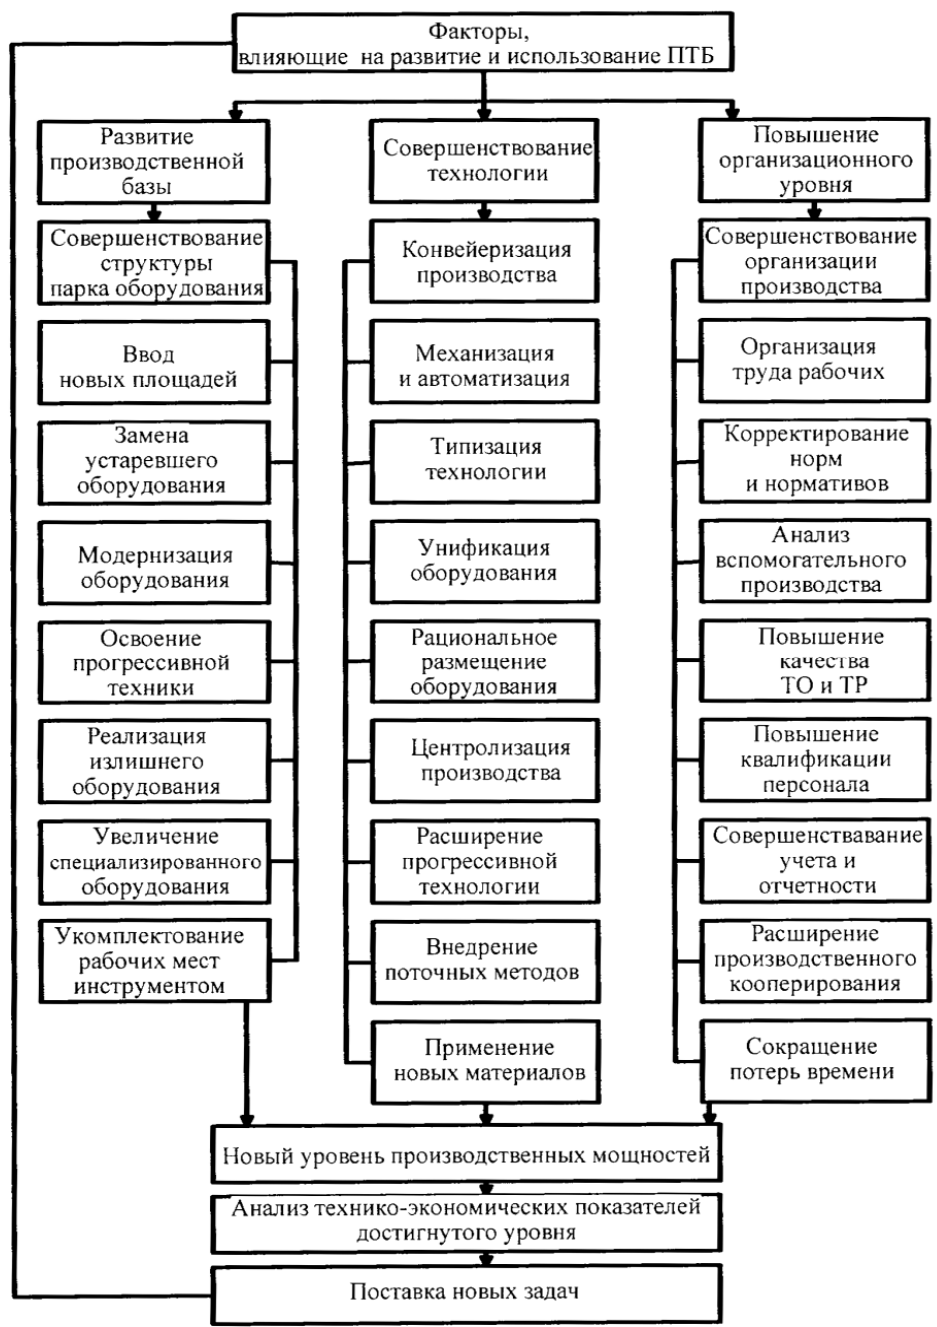 Факторы,
влияющие на развитие и использование ПТБ
Развитие
производственной
базы
Совершенствование
структуры
парка оборудования
Ввод
новых площадей
Замена
устаревшего
оборудования
Модернизация
оборудования
Освоение
прогрессивной
техники
Реализация
излишнего
оборудования
Увеличение
специализированного
оборудования
Укомплектование
рабочих мест
инструментом
Совершенствование
технологии
Конвейеризация
производства
Механизация
и автоматизация
Типизация
технологии
Унификация
оборудования
Рациональное
размещение
оборудования
Центролизация
производства
Расширение
прогрессивной
технологии
Внедрение
поточных методов
Применение
новых материалов
Повышение
организационного
уровня
Совершенствование
организации
производства
Организация
труда рабочих
Корректирование
норм
и нормативов
Анализ
вспомогательного
производства
Повышение
качества
ТО и ТР
Повышение
квалификации
персонала
Совершенствавание
учета и
отчетности
Расширение
производственного
кооперирования
Сокращение
потерь времени
Новый уровень производственных мощностей
Анализ технико-экономических показателей
достигнутого уровня
Поставка новых задач